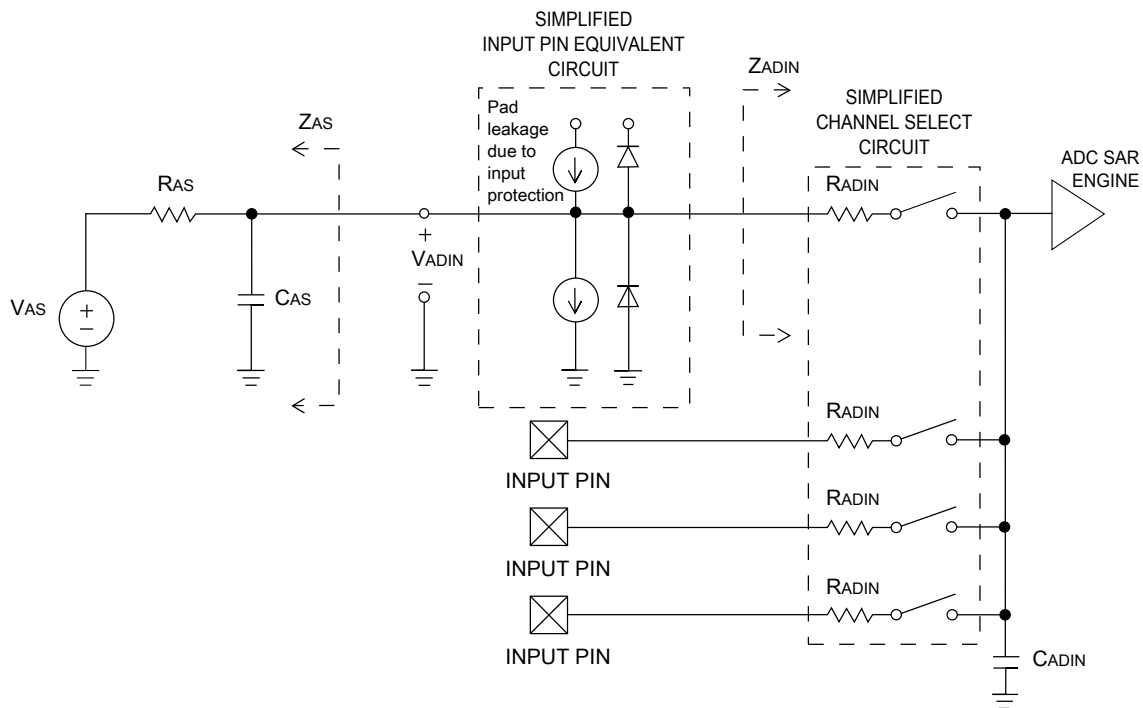 SIMPLIFIED
INPUT PIN EQUIVALENT
CIRCUIT
Pad
leakage
due to
input
protection
ZAS
ZADIN
SIMPLIFIED
CHANNEL SELECT
CIRCUIT
ADC SAR
ENGINE
RAS
RADIN
+
VADIN
–
CAS
VAS
+
–
RADIN
INPUT PIN
RADIN
INPUT PIN
RADIN
INPUT PIN
CADIN